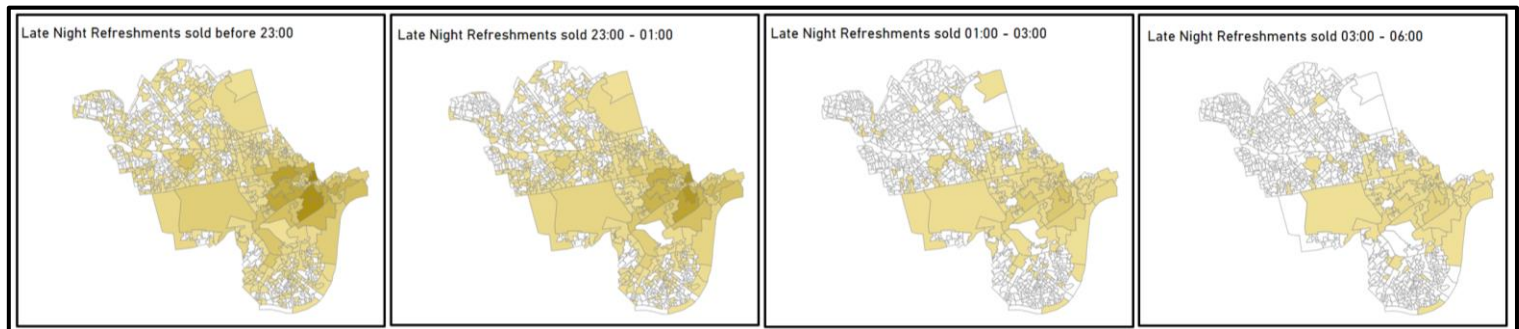 Late Night Refreshments sold before 23:00
Late Night Refreshments sold 23:00 - 01:00
Late Night Refreshments sold 01:00 - 03:00
Late Night Refreshments sold 03:00 - 06:00